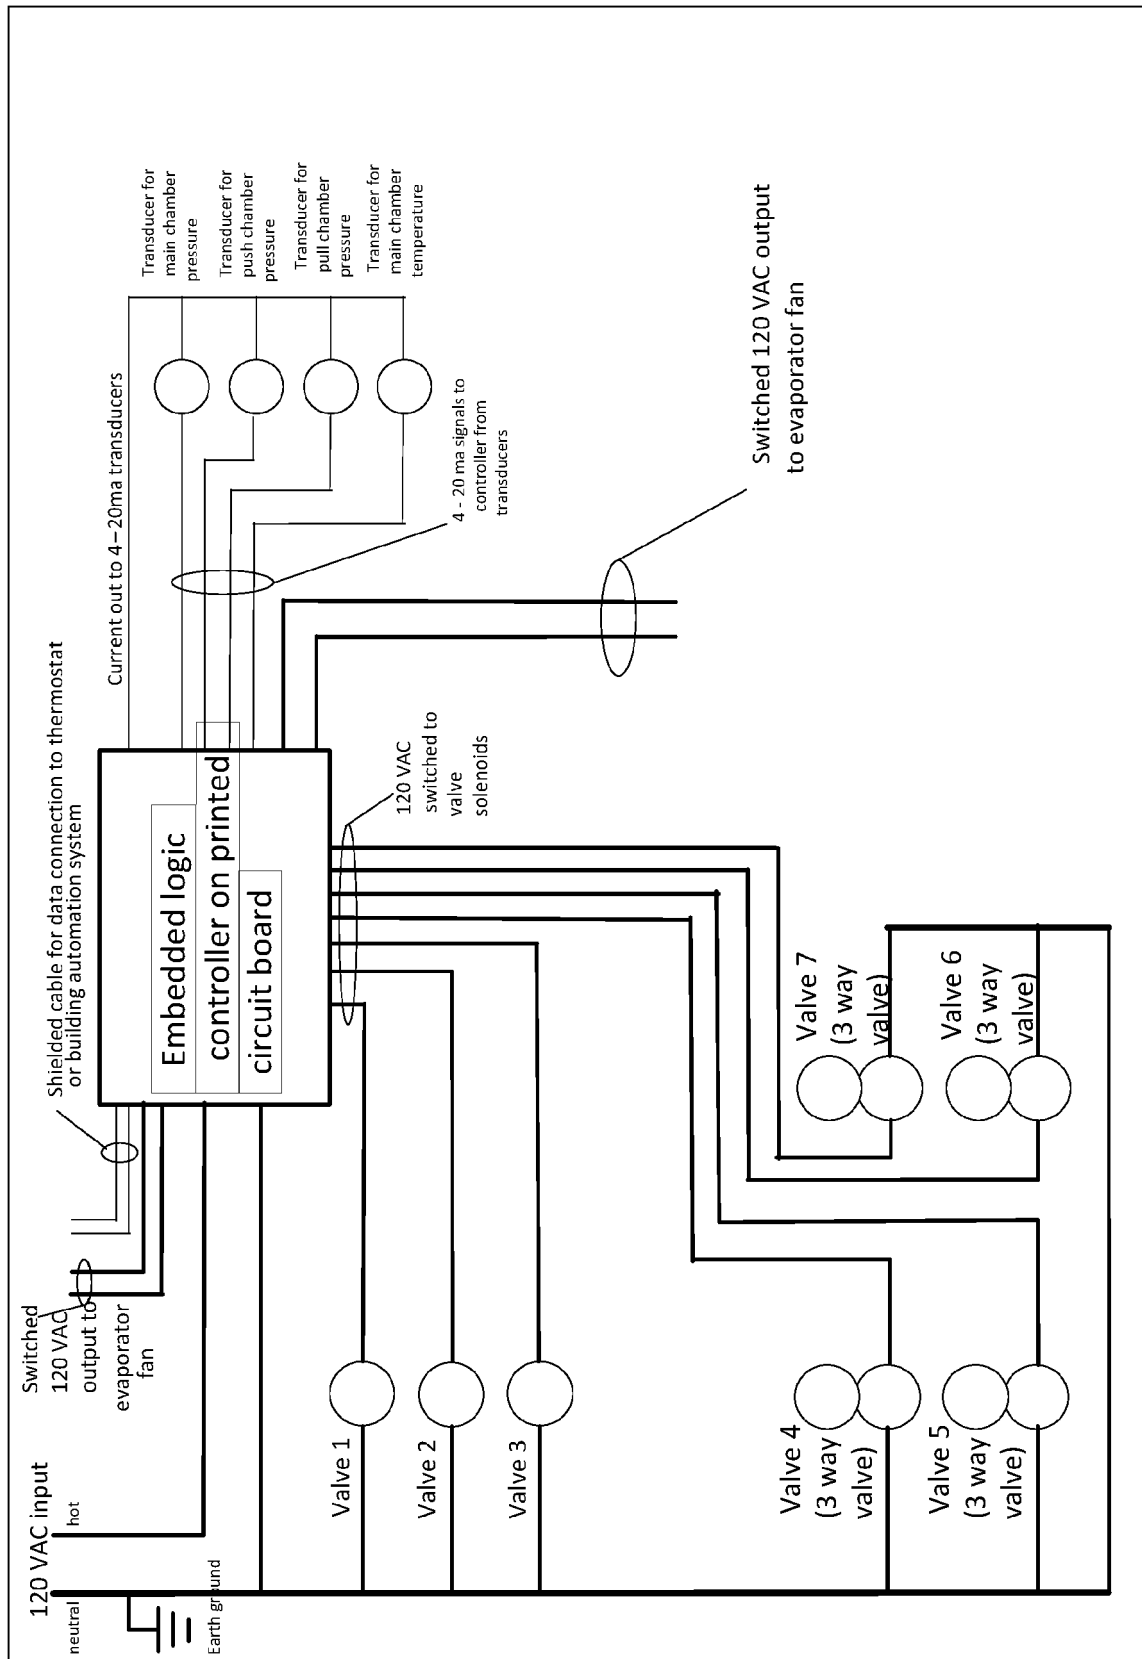 120 VAC input
neutral
hot
Earth ground
Switched
120 VAC
output to
evaporator
fan
Shielded cable for data connection to thermostat
or building automation system
Embedded logic
controller on printed
circuit board
Current out to 4–20ma transducers
Transducer for
main chamber
pressure
Transducer for
push chamber
pressure
Transducer for
pull chamber
pressure
Transducer for
main chamber
temperature
4 - 20 ma signals to
controller from
transducers
120 VAC
switched to
valve
solenoids
Switched 120 VAC output
to evaporator fan
Valve 1
Valve 2
Valve 3
Valve 4
(3 way
valve)
Valve 5
(3 way
valve)
Valve 7
(3 way
valve)
Valve 6
(3 way
valve)